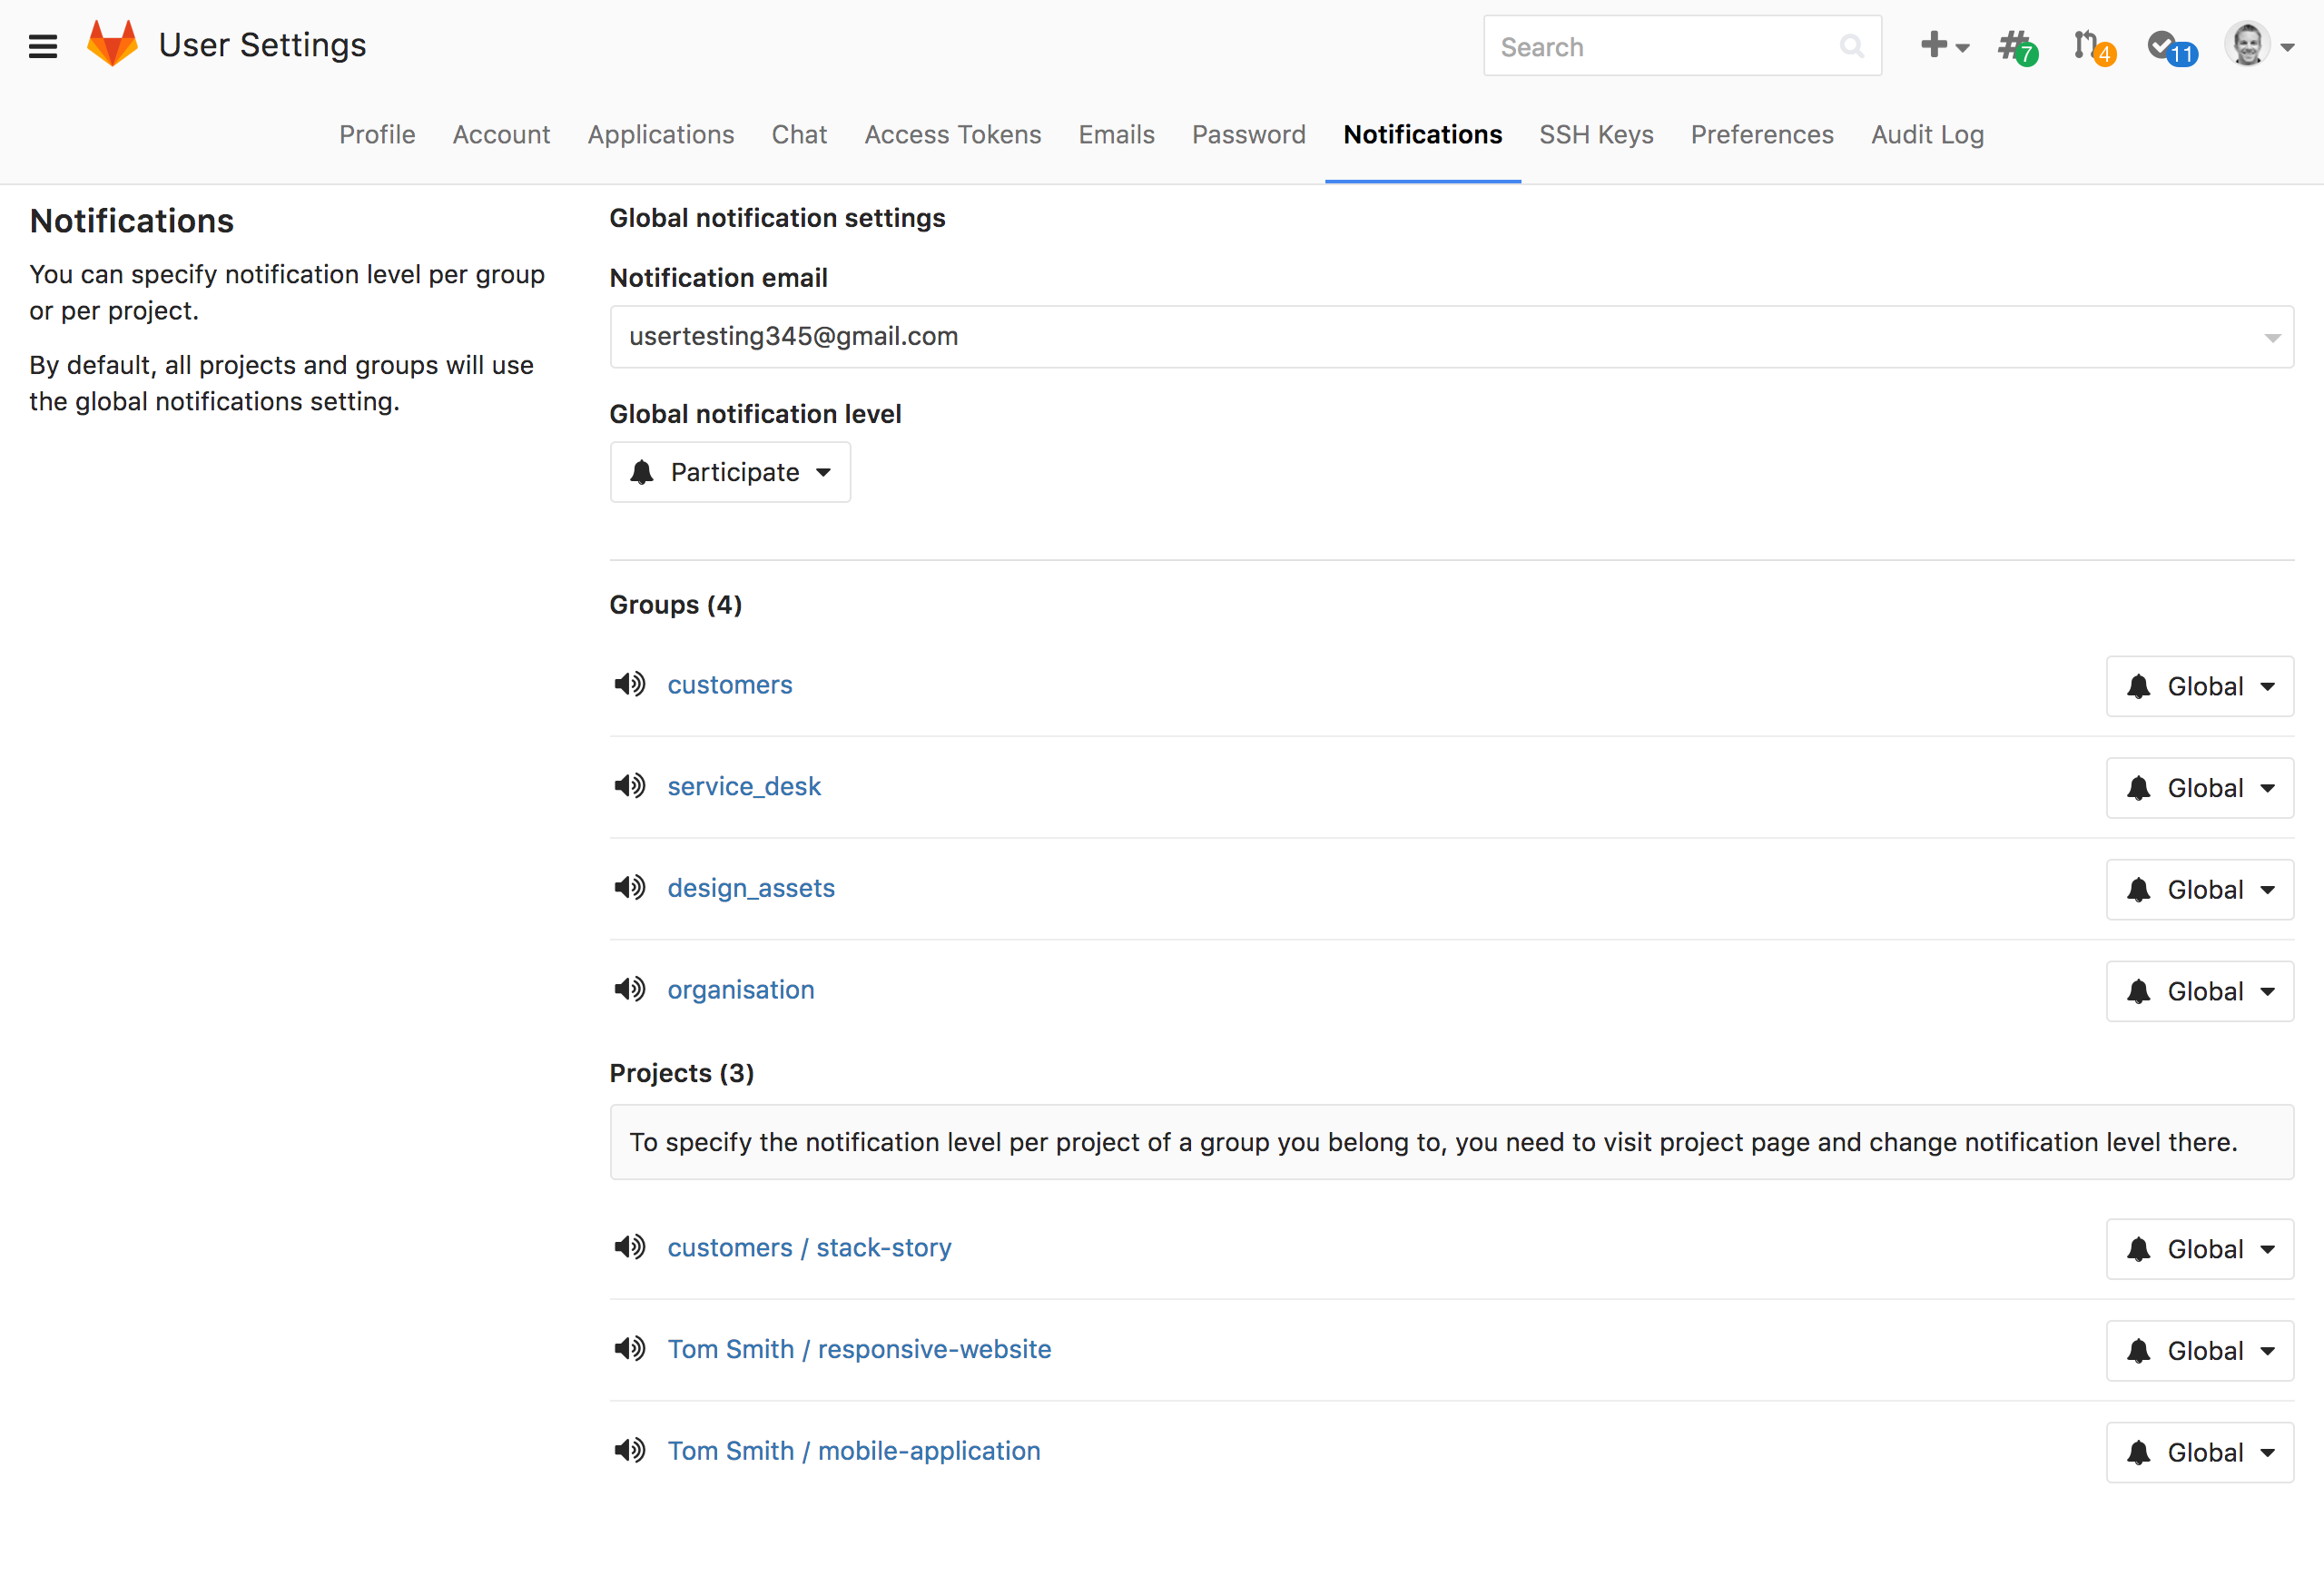 User Settings
Search
7
4
11
Profile Account Applications Chat Access Tokens Emails Password Notifications SSH Keys Preferences Audit Log
Notifications
You can specify notification level per group
or per project.
By default, all projects and groups will use
the global notifications setting.
Global notification settings
Notification email
usertesting345@gmail.com
Global notification level
Participate
Groups (4)
customers Global
service_desk Global
design_assets Global
organisation Global
Projects (3)
To specify the notification level per project of a group you belong to, you need to visit project page and change notification level there.
customers / stack-story Global
Tom Smith / responsive-website Global
Tom Smith / mobile-application Global